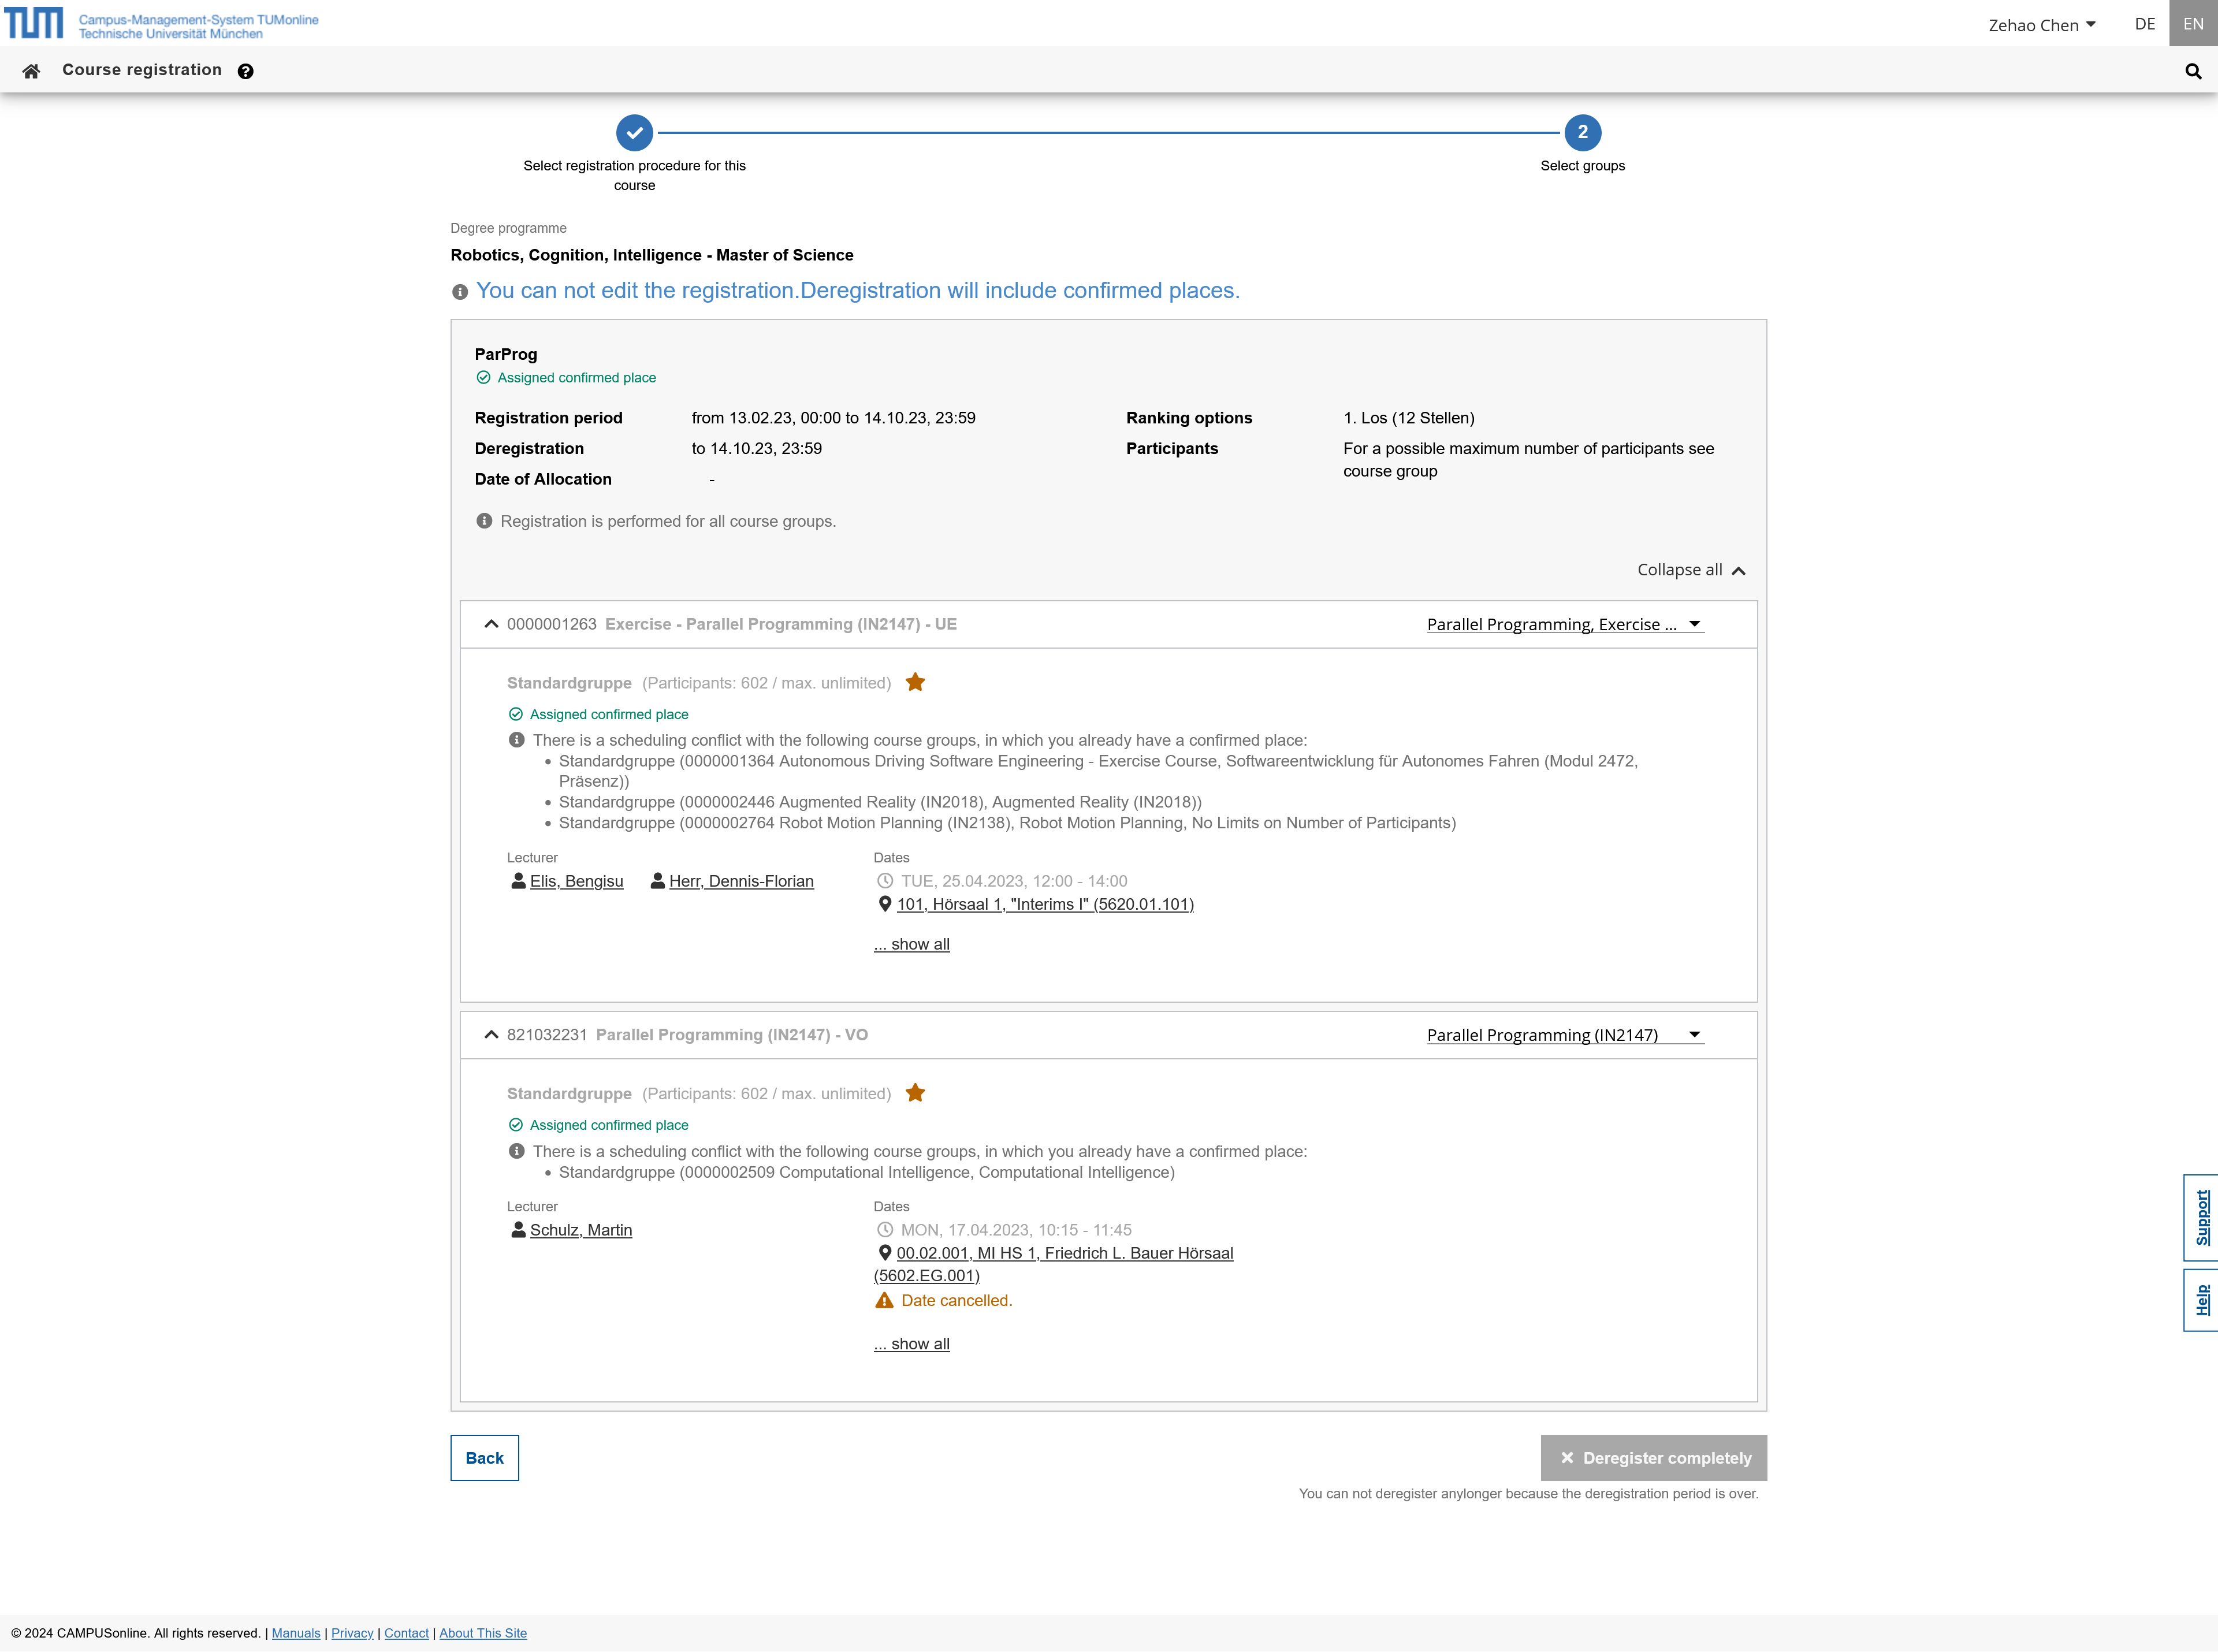 TUM Campus-Management-System TUMonline
Technische Universität München
Zehao Chen DE EN
Course registration
2
Select registration procedure for this
course
Select groups
Degree programme
Robotics, Cognition, Intelligence - Master of Science
You can not edit the registration.Deregistration will include confirmed places.
ParProg
Assigned confirmed place
Registration period from 13.02.23, 00:00 to 14.10.23, 23:59
Deregistration to 14.10.23, 23:59
Date of Allocation -
Ranking options 1. Los (12 Stellen)
Participants For a possible maximum number of participants see
course group
Registration is performed for all course groups.
Collapse all
0000001263 Exercise - Parallel Programming (IN2147) - UE Parallel Programming, Exercise ...
Standardgruppe (Participants: 602 / max. unlimited)
Assigned confirmed place
There is a scheduling conflict with the following course groups, in which you already have a confirmed place:
• Standardgruppe (0000001364 Autonomous Driving Software Engineering - Exercise Course, Softwareentwicklung für Autonomes Fahren (Modul 2472,
Präsenz))
• Standardgruppe (0000002446 Augmented Reality (IN2018), Augmented Reality (IN2018))
• Standardgruppe (0000002764 Robot Motion Planning (IN2138), Robot Motion Planning, No Limits on Number of Participants)
Lecturer
Elis, Bengisu Herr, Dennis-Florian
Dates
TUE, 25.04.2023, 12:00 - 14:00
101, Hörsaal 1, "Interims I" (5620.01.101)
... show all
821032231 Parallel Programming (IN2147) - VO Parallel Programming (IN2147)
Standardgruppe (Participants: 602 / max. unlimited)
Assigned confirmed place
There is a scheduling conflict with the following course groups, in which you already have a confirmed place:
• Standardgruppe (0000002509 Computational Intelligence, Computational Intelligence)
Lecturer
Schulz, Martin
Dates
MON, 17.04.2023, 10:15 - 11:45
00.02.001, MI HS 1, Friedrich L. Bauer Hörsaal
(5602.EG.001)
Date cancelled.
... show all
Support
Help
Back
Deregister completely
You can not deregister anylonger because the deregistration period is over.
© 2024 CAMPUSonline. All rights reserved. | Manuals | Privacy | Contact | About This Site